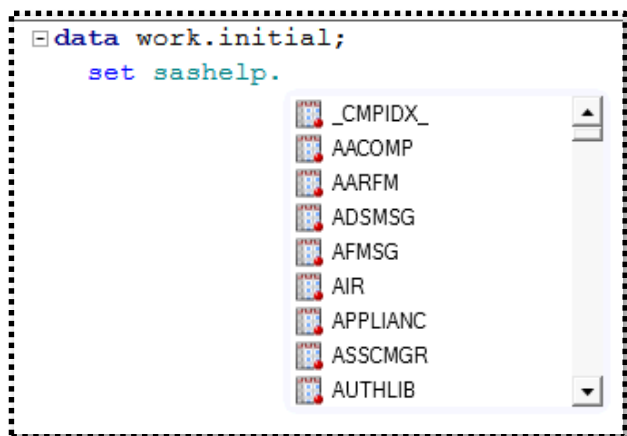 data work.initial;
set sashelp.
_CMPIDX_
AACOMP
AARFM
ADSMSG
AFMSG
AIR
APPLIANC
ASSCMGR
AUTHLIB